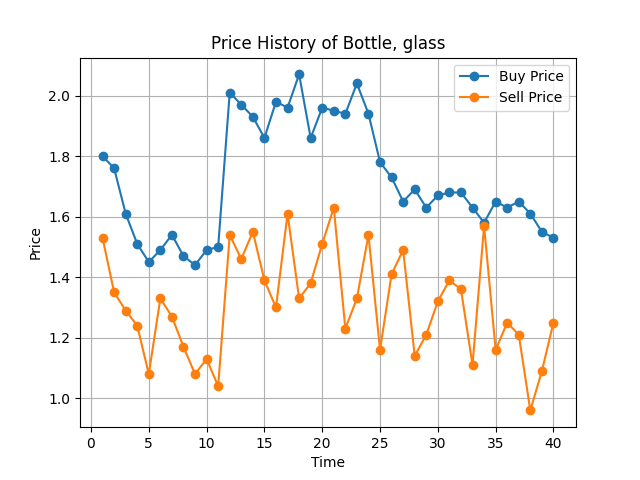 Price History of Bottle, glass
Buy Price
Sell Price
Price
2.0
1.8
1.6
1.4
1.2
1.0
0 5 10 15 20 25 30 35 40
Time